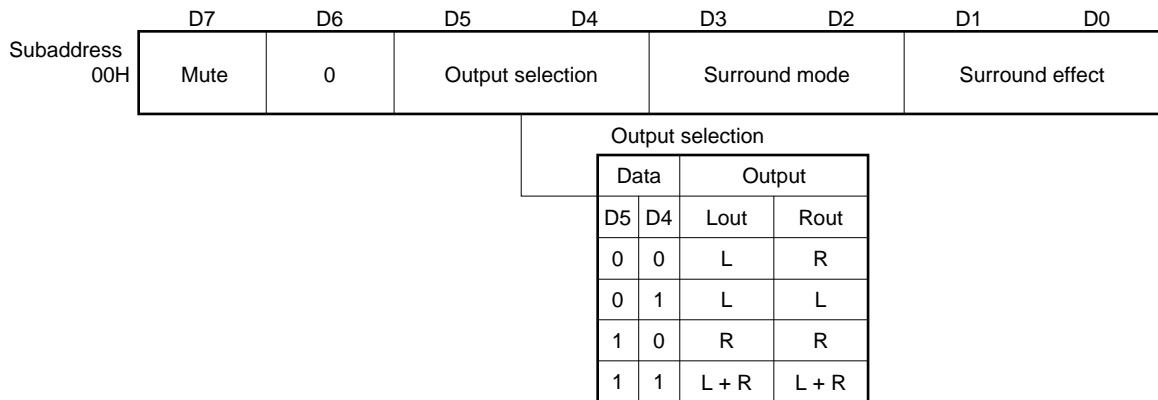 D7 D6 D5 D4 D3 D2 D1 D0
Subaddress
00H Mute 0 Output selection Surround mode Surround effect
Output selection
Data Output
D5 D4 Lout Rout
0 0 L R
0 1 L L
1 0 R R
1 1 L + R L + R